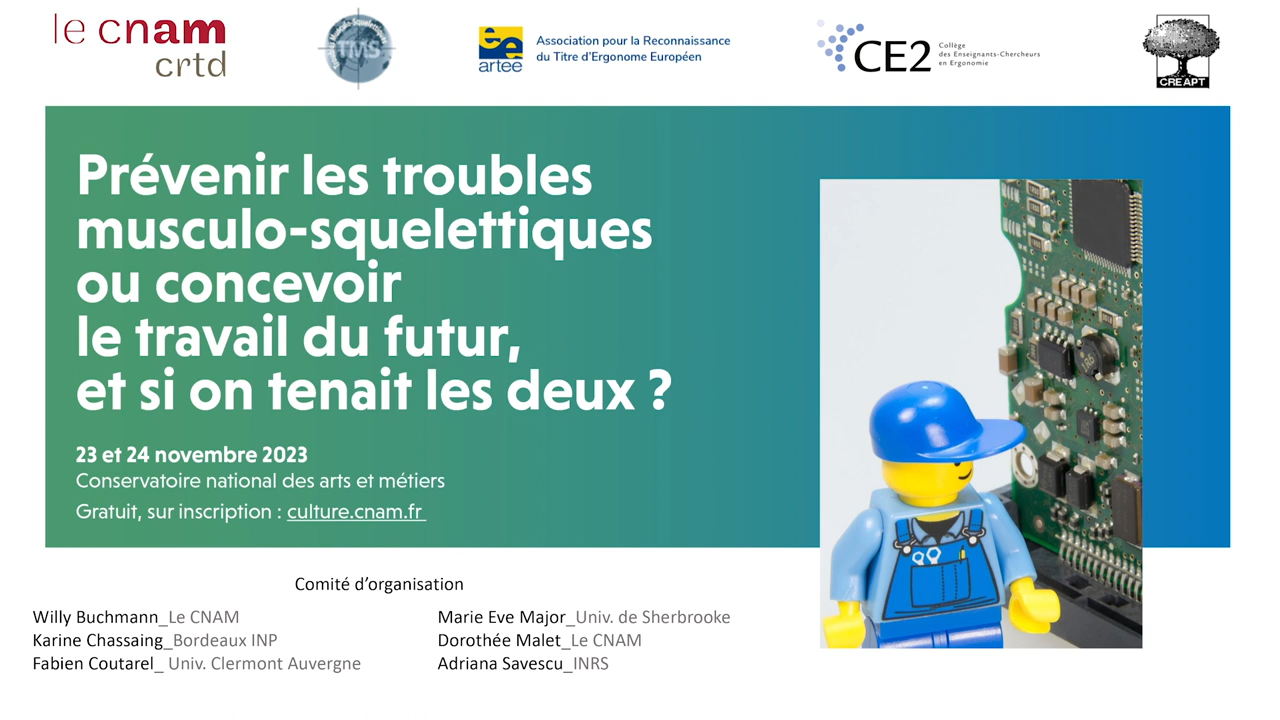 le cnam
crtd
Musculo-Squelettiques
TMS
artee
Association pour la Reconnaissance
du Titre d'Ergonome Européen
CE2
Collège
des Enseignants-Chercheurs
en Ergonomie
CREAPT
Prévenir les troubles
musculo-squelettiques
ou concevoir
le travail du futur,
et si on tenait les deux ?
23 et 24 novembre 2023
Conservatoire national des arts et métiers
Gratuit, sur inscription : culture.cnam.fr
Comité d'organisation
Willy Buchmann_Le CNAM
Karine Chassaing_Bordeaux INP
Fabien Coutarel_ Univ. Clermont Auvergne
Marie Eve Major_Univ. de Sherbrooke
Dorothée Malet_Le CNAM
Adriana Savescu_INRS